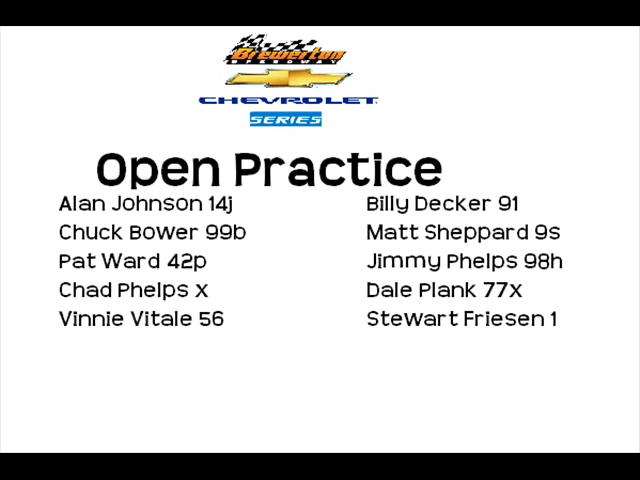 Brewerton
SPEEDWAY
CHEVROLET
SERIES
Open Practice
Alan Johnson 14j
Chuck Bower 99b
Pat Ward 42p
Chad Phelps x
Vinnie Vitale 56
Billy Decker 91
Matt Sheppard 9s
Jimmy Phelps 98h
Dale Plank 77x
Stewart Friesen 1